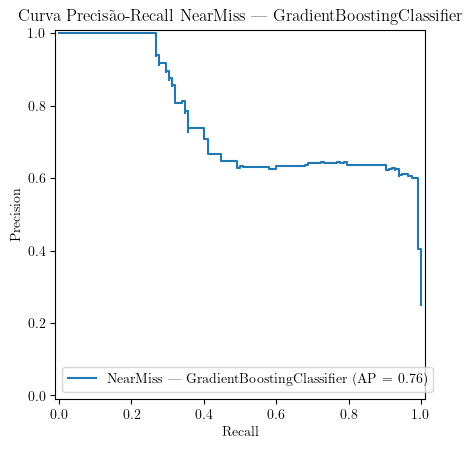 Curva Precisão-Recall NearMiss — GradientBoostingClassifier
1.0
0.8
0.6
0.4
0.2
0.0
Precision
NearMiss — GradientBoostingClassifier (AP = 0.76)
0.0 0.2 0.4 0.6 0.8 1.0
Recall